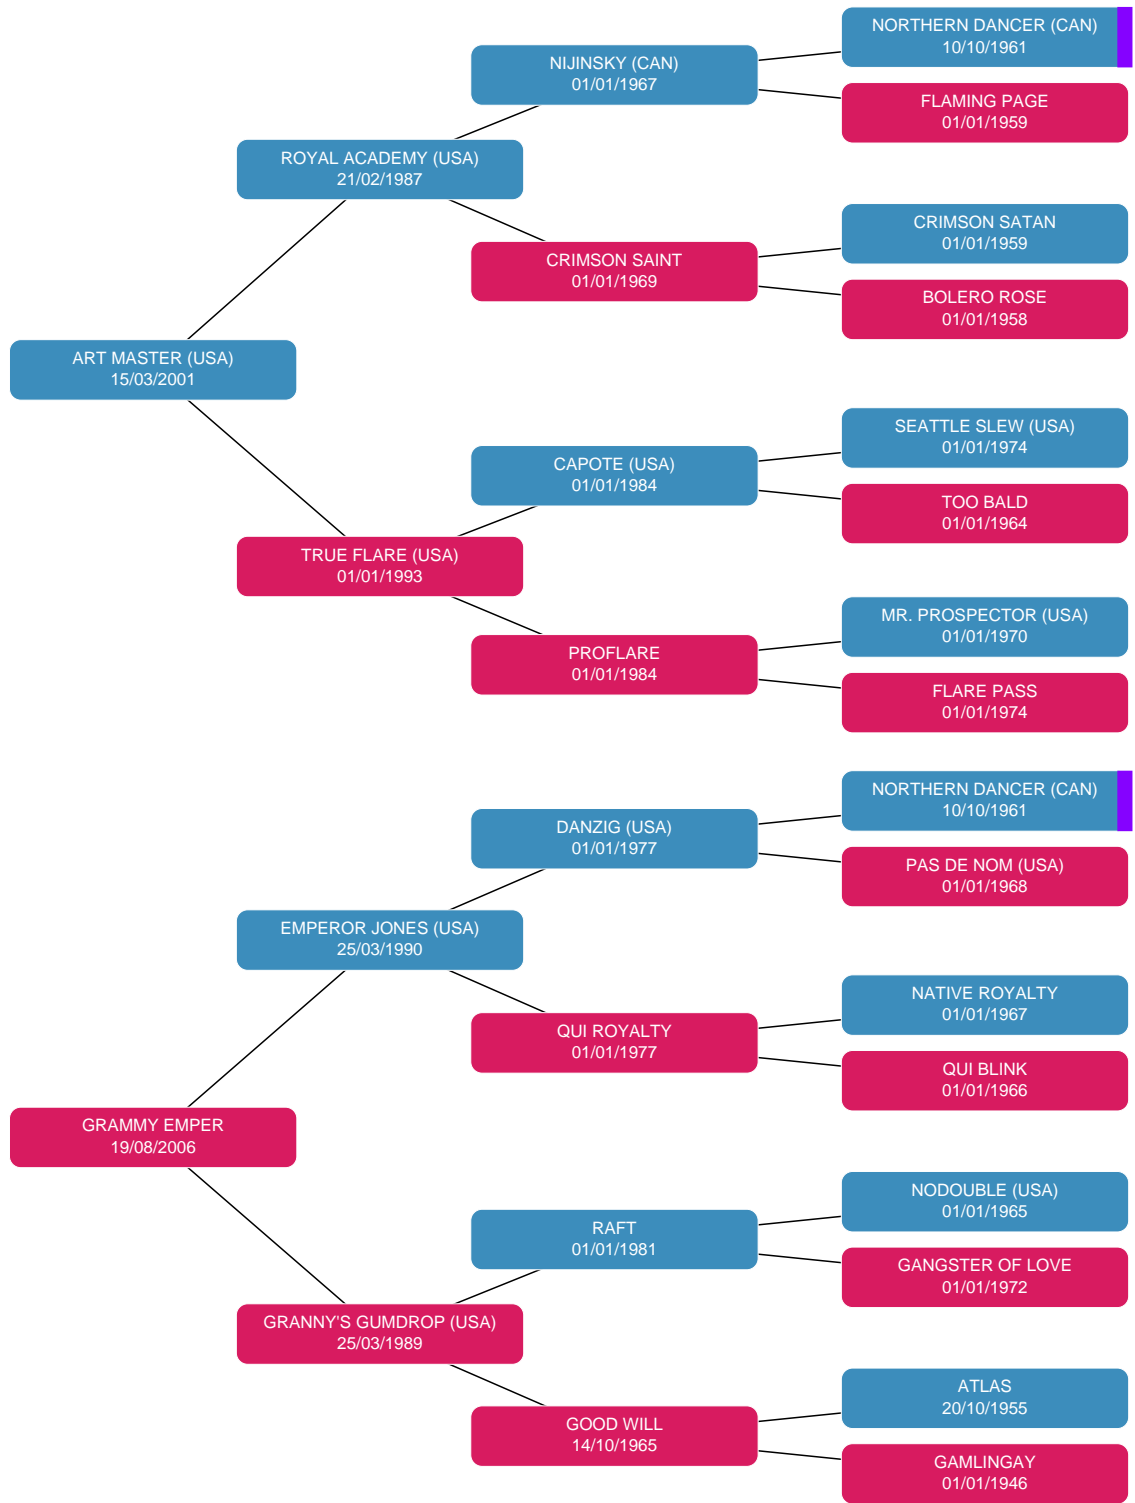 NORTHERN DANCER (CAN)
10/10/1961
NIJINSKY (CAN)
01/01/1967
FLAMING PAGE
01/01/1959
ROYAL ACADEMY (USA)
21/02/1987
CRIMSON SATAN
01/01/1959
CRIMSON SAINT
01/01/1969
BOLERO ROSE
01/01/1958
ART MASTER (USA)
15/03/2001
SEATTLE SLEW (USA)
01/01/1974
CAPOTE (USA)
01/01/1984
TOO BALD
01/01/1964
TRUE FLARE (USA)
01/01/1993
MR. PROSPECTOR (USA)
01/01/1970
PROFLARE
01/01/1984
FLARE PASS
01/01/1974
NORTHERN DANCER (CAN)
10/10/1961
DANZIG (USA)
01/01/1977
PAS DE NOM (USA)
01/01/1968
EMPEROR JONES (USA)
25/03/1990
NATIVE ROYALTY
01/01/1967
QUI ROYALTY
01/01/1977
QUI BLINK
01/01/1966
GRAMMY EMPER
19/08/2006
NODOUBLE (USA)
01/01/1965
RAFT
01/01/1981
GANGSTER OF LOVE
01/01/1972
GRANNY'S GUMDROP (USA)
25/03/1989
ATLAS
20/10/1955
GOOD WILL
14/10/1965
GAMLINGAY
01/01/1946